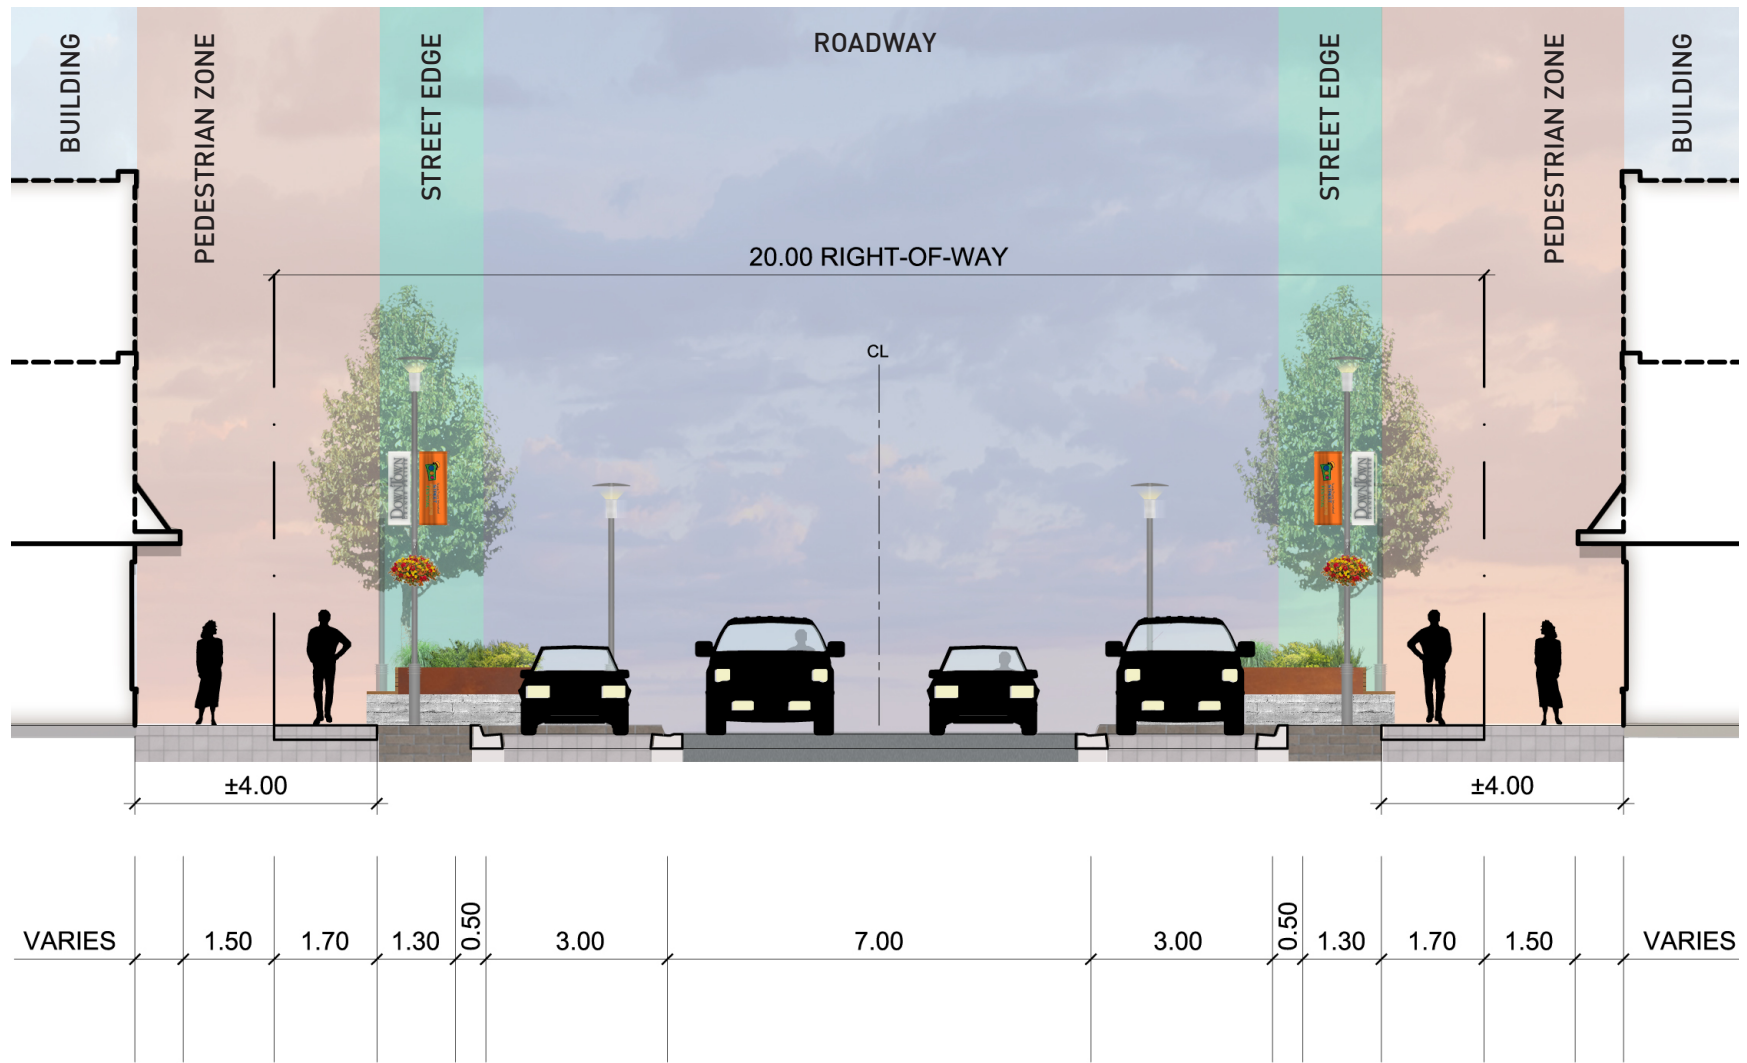 BUILDING
PEDESTRIAN ZONE
STREET EDGE
ROADWAY
STREET EDGE
PEDESTRIAN ZONE
BUILDING
20.00 RIGHT-OF-WAY
CL
DOWNTOWN
DOWNTOWN
±4.00
±4.00
VARIES
1.50
1.70
1.30
0.50
3.00
7.00
3.00
0.50
1.30
1.70
1.50
VARIES